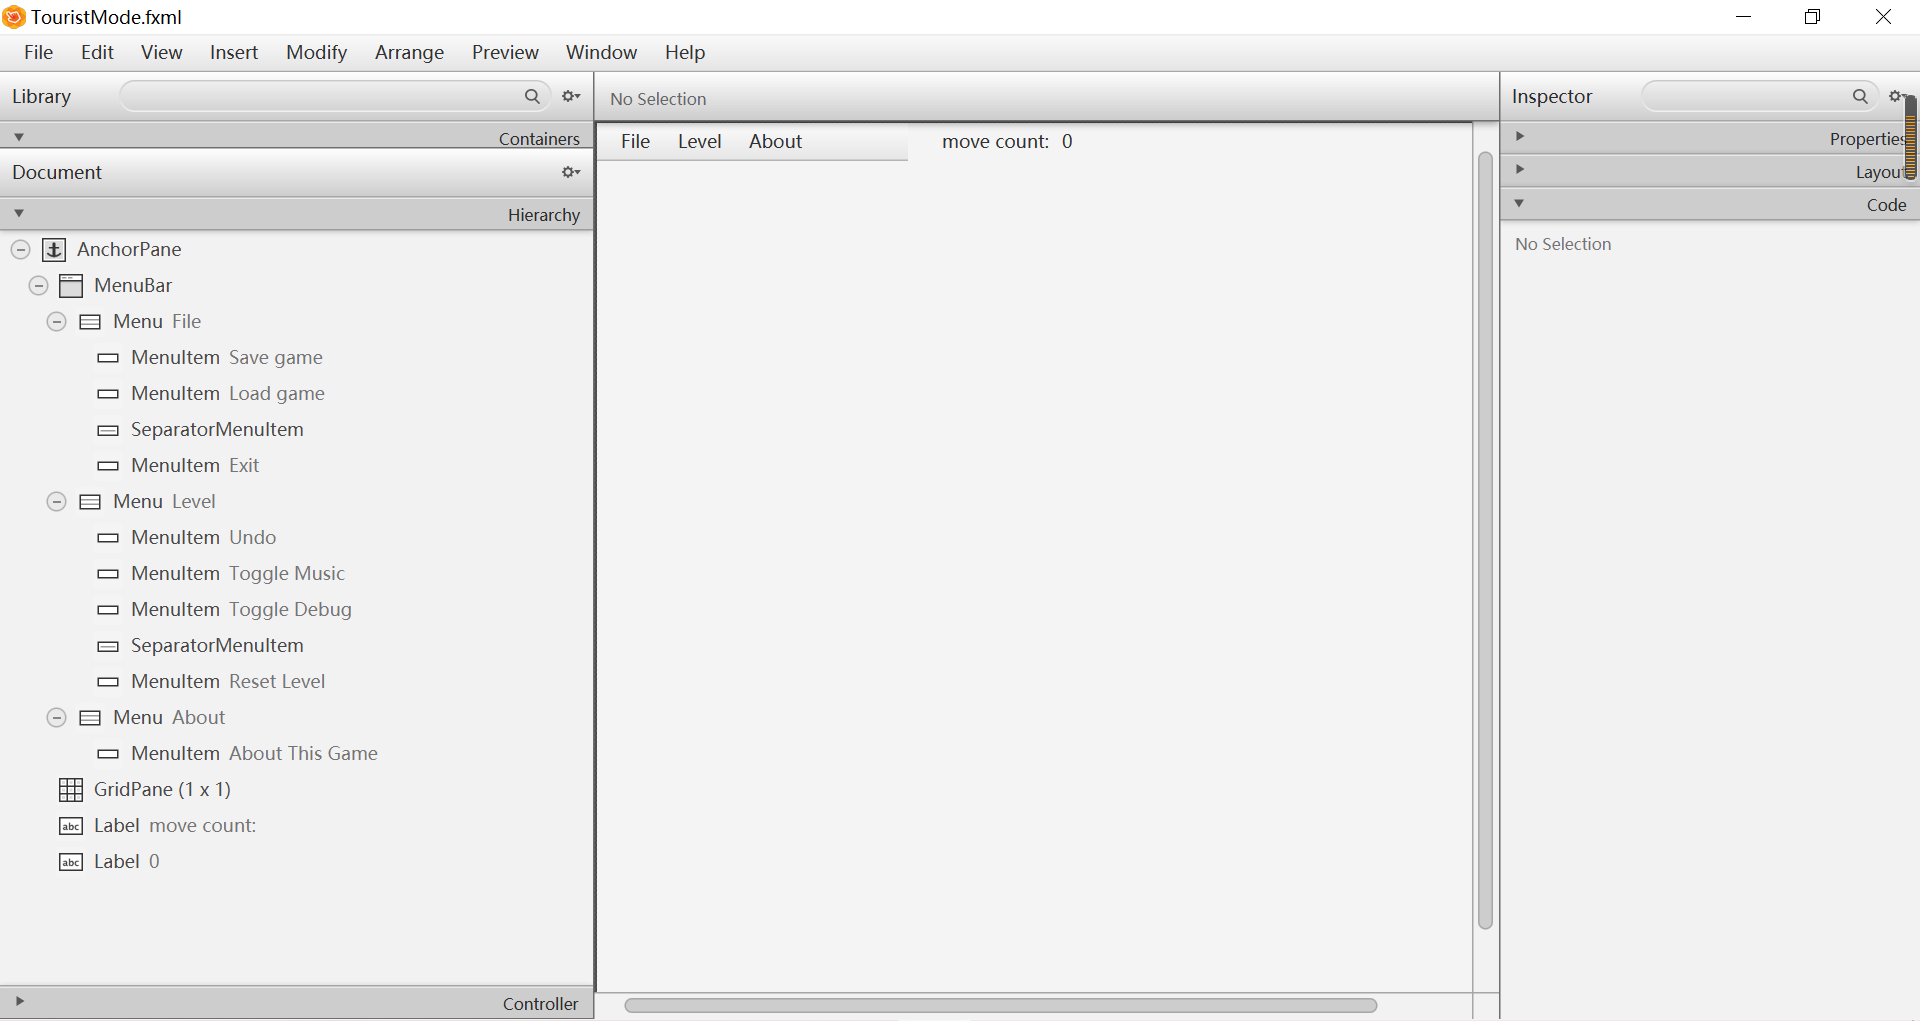 TouristMode.fxml
File Edit View Insert Modify Arrange Preview Window Help
Library
Containers
Document
Hierarchy
AnchorPane
MenuBar
Menu File
MenuItem Save game
MenuItem Load game
SeparatorMenuItem
MenuItem Exit
Menu Level
MenuItem Undo
MenuItem Toggle Music
MenuItem Toggle Debug
SeparatorMenuItem
MenuItem Reset Level
Menu About
MenuItem About This Game
GridPane (1 x 1)
abc Label move count:
abc Label 0
Controller
No Selection
File Level About move count: 0
Inspector
Properties
Layout
Code
No Selection